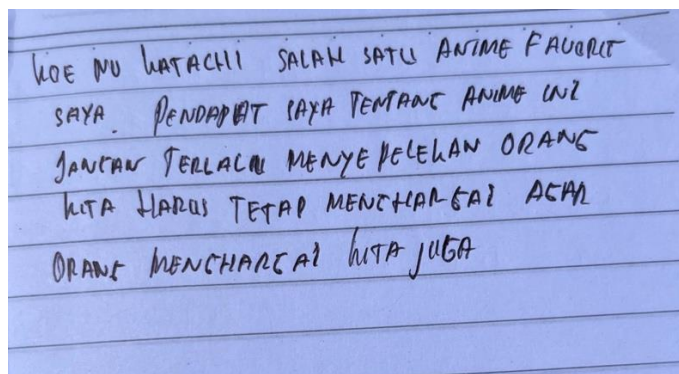 KOE NO KATACHI SALAH SATU ANIME FAVORIT
SAYA. PENDAPAT SAYA TENTANG ANIME INI
JANGAN TERLALU MENYEPELEKAN ORANG
KITA HARUS TETAP MENGHARGAI AGAR
ORANG MENGHARGAI KITA JUGA